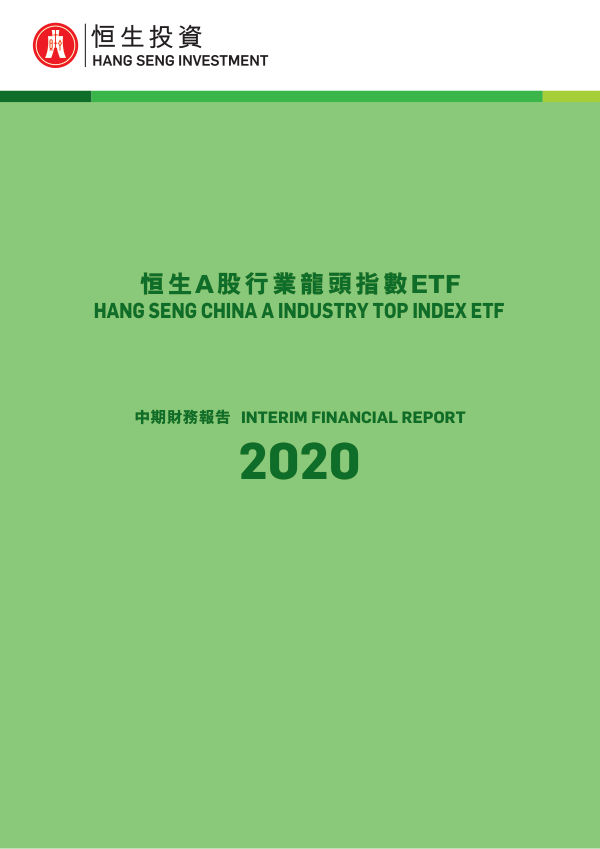 恒生投資
HANG SENG INVESTMENT
恒生A股行業龍頭指數ETF
HANG SENG CHINA A INDUSTRY TOP INDEX ETF
中期財務報告 INTERIM FINANCIAL REPORT
2020